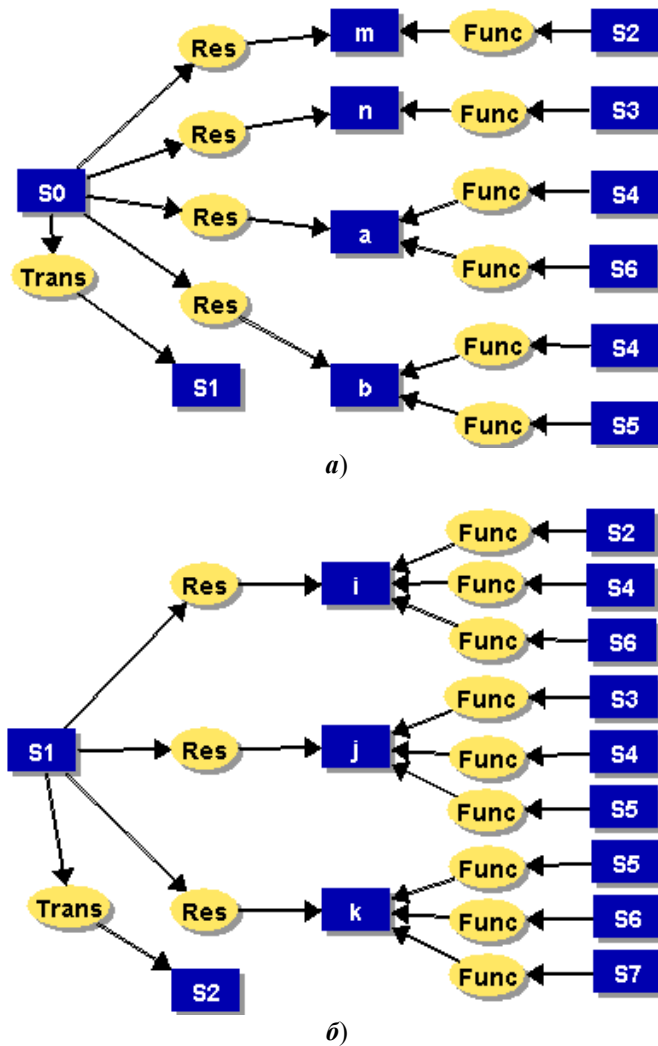 Res m Func S2
Res n Func S3
S0
Func S4
Res a
Trans Func S6
Res
Func S4
S1 b
Func S5
а)
Func S2
Res i Func S4
Func S6
Func S3
S1 Res j Func S4
Func S5
Func S5
Trans Res k Func S6
S2 Func S7
б)